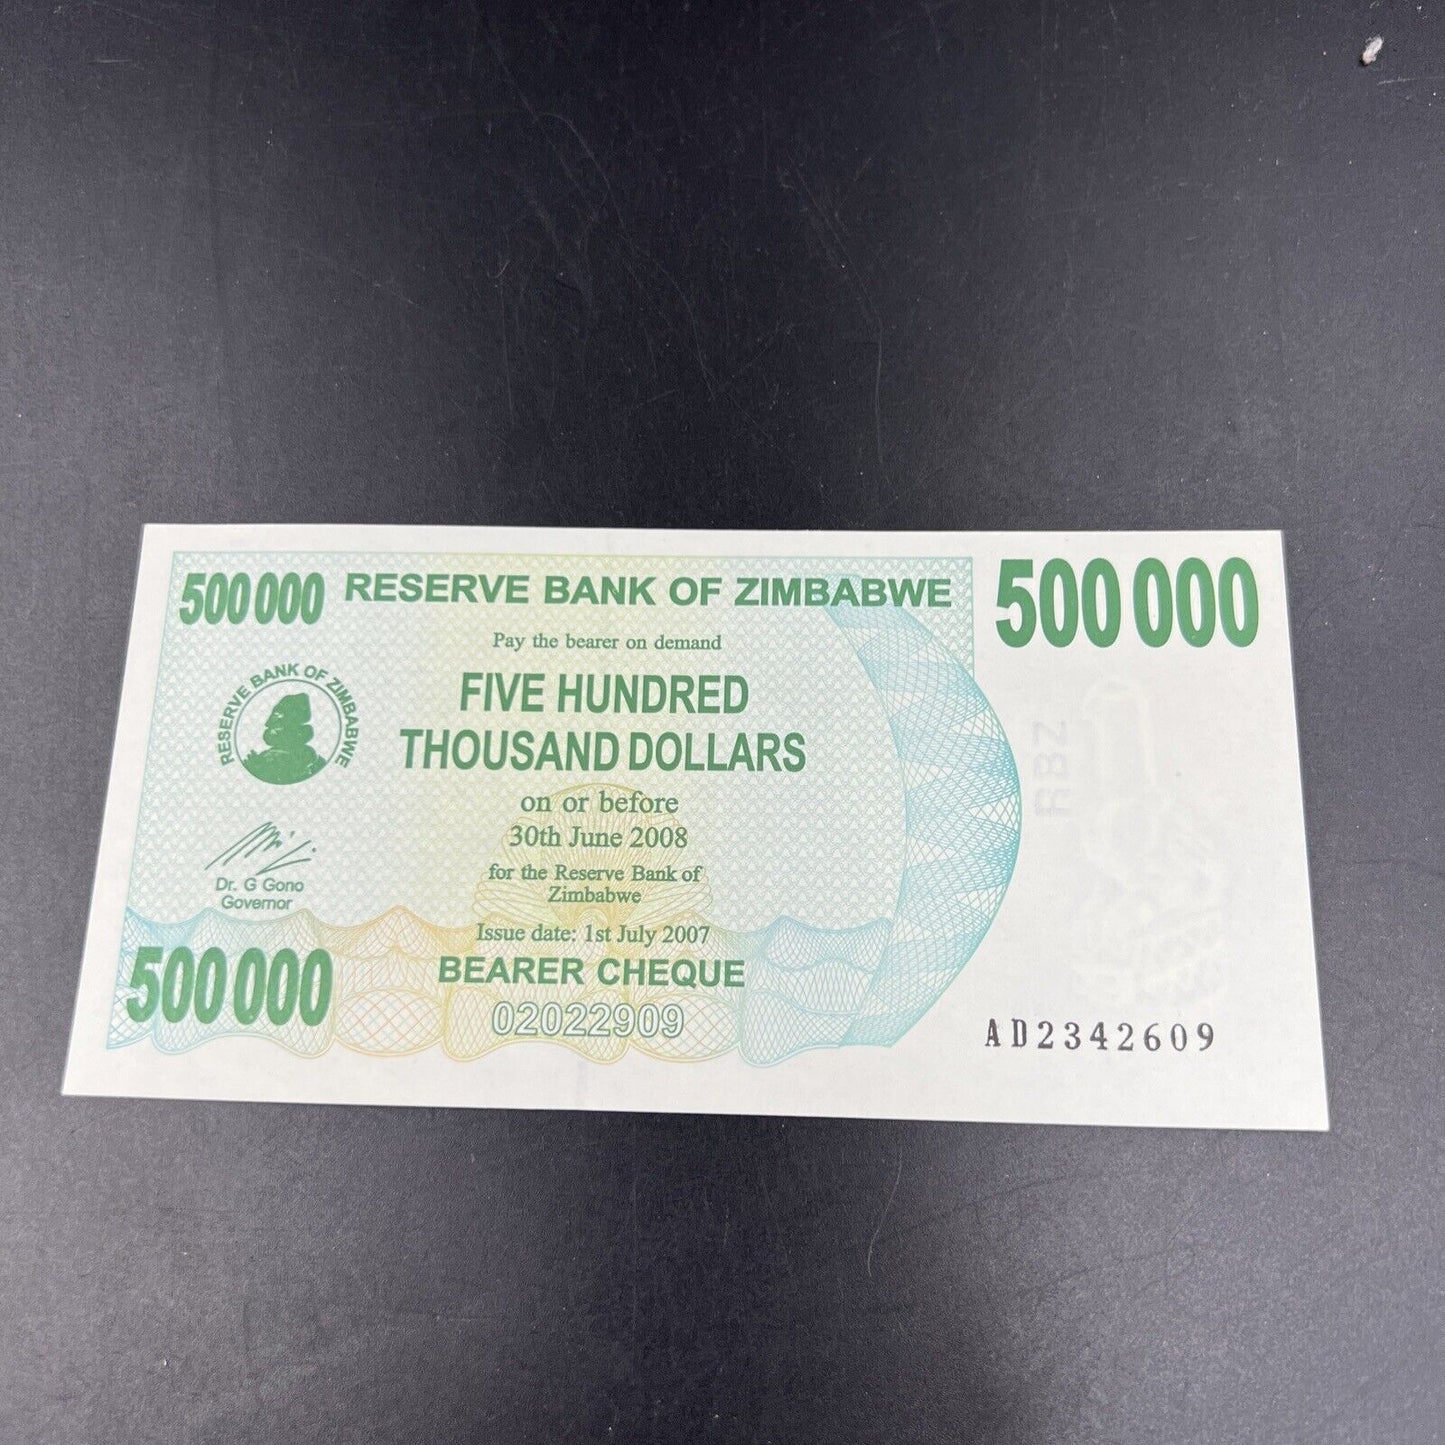 500 000 RESERVE BANK OF ZIMBABWE 500 000
Pay the bearer on demand
FIVE HUNDRED
THOUSAND DOLLARS
RESERVE BANK OF ZIMBABWE
on or before
30th June 2008
for the Reserve Bank of
Zimbabwe
Dr. G Gono
Governor
Issue date: 1st July 2007
BEARER CHEQUE
500 000
02022909
RBZ
AD2342609